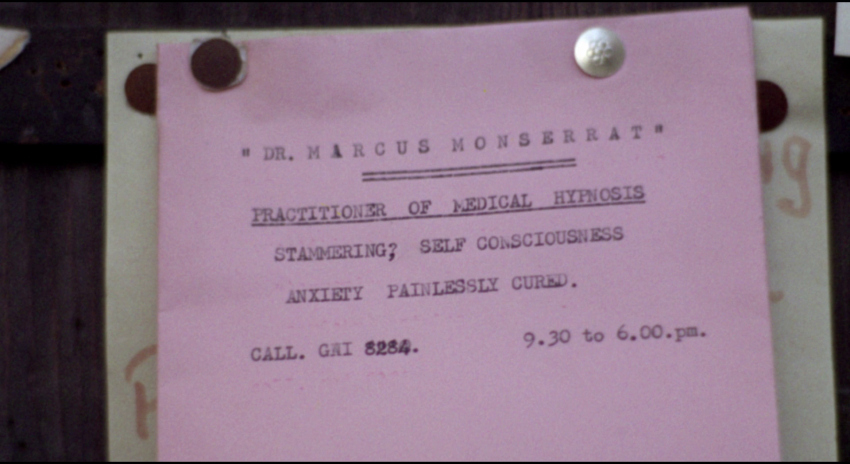 " DR. MARCUS MONSERRAT "
PRACTITIONER OF MEDICAL HYPNOSIS
STAMMERING? SELF CONSCIOUSNESS
ANXIETY PAINLESSLY CURED.
CALL. GAI 8284. 9.30 to 6.00.pm.